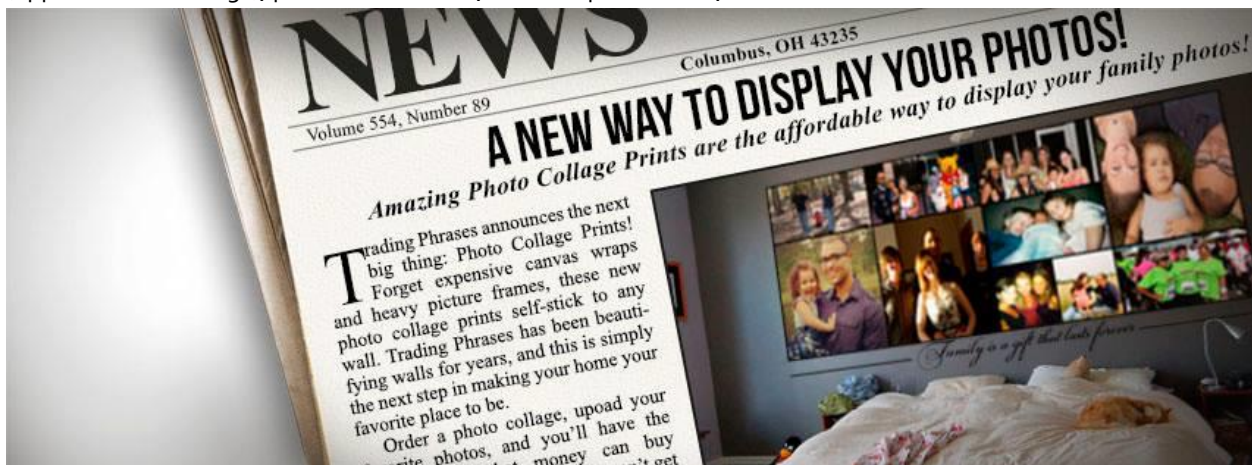 NEWS
Columbus, OH 43235
Volume 554, Number 89
A NEW WAY TO DISPLAY YOUR PHOTOS!
Amazing Photo Collage Prints are the affordable way to display your family photos!
Trading Phrases announces the next
big thing: Photo Collage Prints!
Forget expensive canvas wraps
and heavy picture frames, these new
photo collage prints self-stick to any
wall. Trading Phrases has been beauti-
fying walls for years, and this is simply
the next step in making your home your
favorite place to be.
Order a photo collage, upoad your
photos, and you'll have the
money can buy
get
Family is a gift that lasts forever